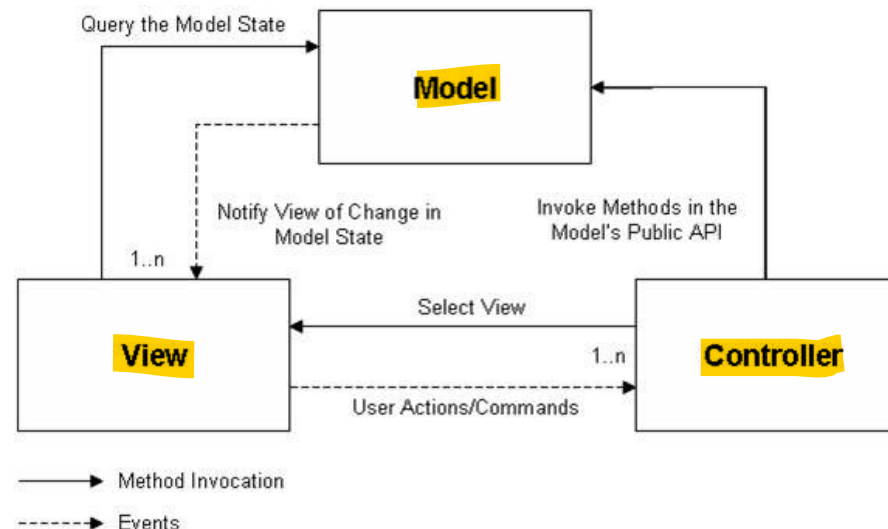 Query the Model State
Model
Notify View of Change in
Model State
Invoke Methods in the
Model's Public API
1..n
Select View
View
1..n
Controller
User Actions/Commands
Method Invocation
Events